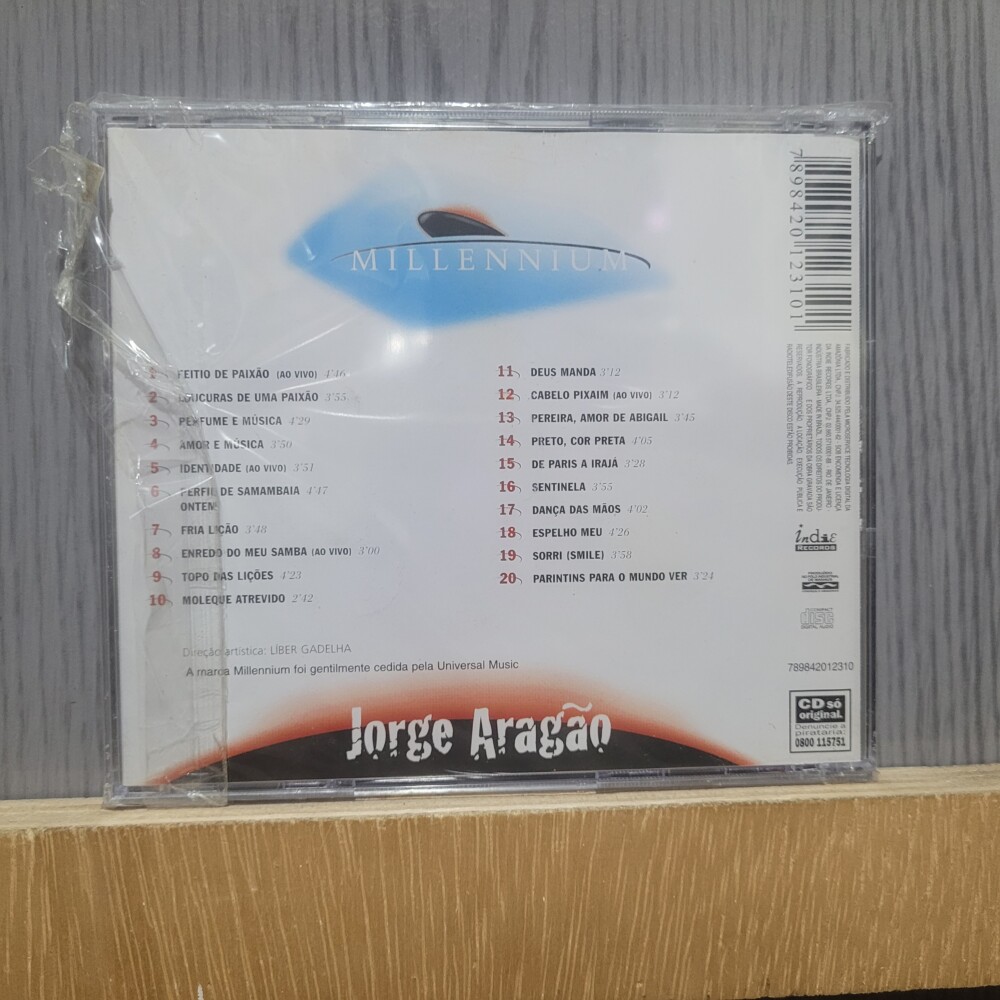 MILLENNIUM
1 FEITIO DE PAIXÃO (AO VIVO) 4'46
2 LOUCURAS DE UMA PAIXÃO 3'55
3 PERFUME E MÚSICA 4'29
4 AMOR E MÚSICA 3'50
5 IDENTIDADE (AO VIVO) 3'51
6 PERFIL DE SAMAMBAIA 4'47
ONTEM
7 FRIA LIÇÃO 3'48
8 ENREDO DO MEU SAMBA (AO VIVO) 3'00
9 TOPO DAS LIÇÕES 4'23
10 MOLEQUE ATREVIDO 2'42
11 DEUS MANDA 3'12
12 CABELO PIXAIM (AO VIVO) 3'12
13 PEREIRA, AMOR DE ABIGAIL 3'45
14 PRETO, COR PRETA 4'05
15 DE PARIS A IRAJÁ 3'28
16 SENTINELA 3'55
17 DANÇA DAS MÃOS 4'02
18 ESPELHO MEU 4'26
19 SORRI (SMILE) 3'58
20 PARINTINS PARA O MUNDO VER 3'24
Direção artística: LÍBER GADELHA
A marca Millennium foi gentilmente cedida pela Universal Music
Jorge Aragão
7898420123101
indie
RECORDS
COMPACT
disc
DIGITAL AUDIO
789842012310
CD só
original.
Denuncie a
pirataria:
0800 115751